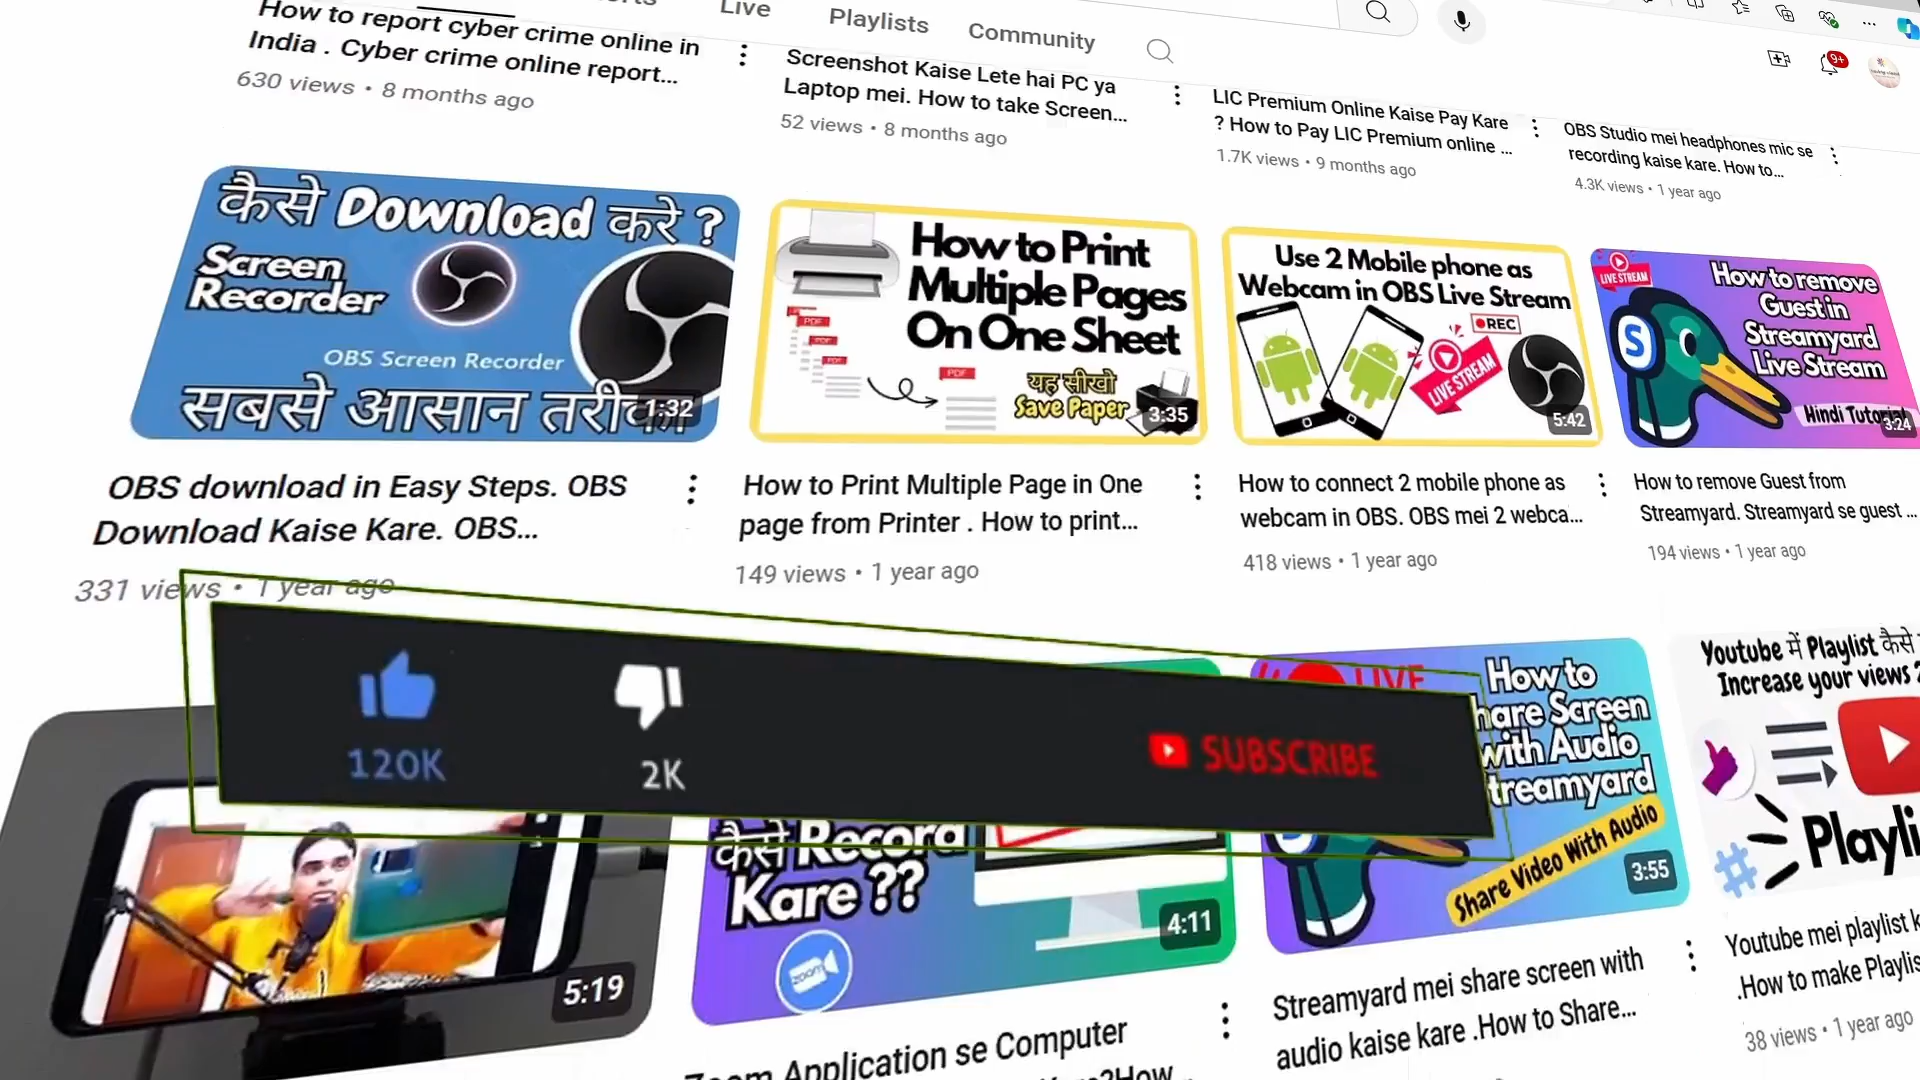 Live
Playlists
Community
9+
How to report cyber crime online in
India . Cyber crime online report...
630 views • 8 months ago
Screenshot Kaise Lete hai PC ya
Laptop mei. How to take Screen...
52 views • 8 months ago
LIC Premium Online Kaise Pay Kare
? How to Pay LIC Premium online ...
1.7K views • 9 months ago
OBS Studio mei headphones mic se
recording kaise kare. How to...
4.3K views • 1 year ago
कैसे Download करे ?
Screen
Recorder
OBS Screen Recorder
सबसे आसान तरीका
1:32
How to Print
Multiple Pages
On One Sheet
PDF
PDF
PDF
PDF
यह सीखो
Save Paper
3:35
Use 2 Mobile phone as
Webcam in OBS Live Stream
REC
LIVE STREAM
5:42
LIVE STREAM
How to remove
Guest in
Streamyard
Live Stream
Hindi Tutorial
3:24
OBS download in Easy Steps. OBS
Download Kaise Kare. OBS...
331 views • 1 year ago
How to Print Multiple Page in One
page from Printer . How to print...
149 views • 1 year ago
How to connect 2 mobile phone as
webcam in OBS. OBS mei 2 webca...
418 views • 1 year ago
How to remove Guest from
Streamyard. Streamyard se guest ...
194 views • 1 year ago
120K
2K
SUBSCRIBE
5:19
कैसे Record
Kare ??
zoom
4:11
LIVE
How to
hare Screen
with Audio
treamyard
Share Video With Audio
3:55
Youtube में Playlist कैसे
Increase your views ?
Playli
Zoom Application se Computer
Streamyard mei share screen with
audio kaise kare .How to Share...
Youtube mei playlist k
.How to make Playlis
38 views • 1 year ago